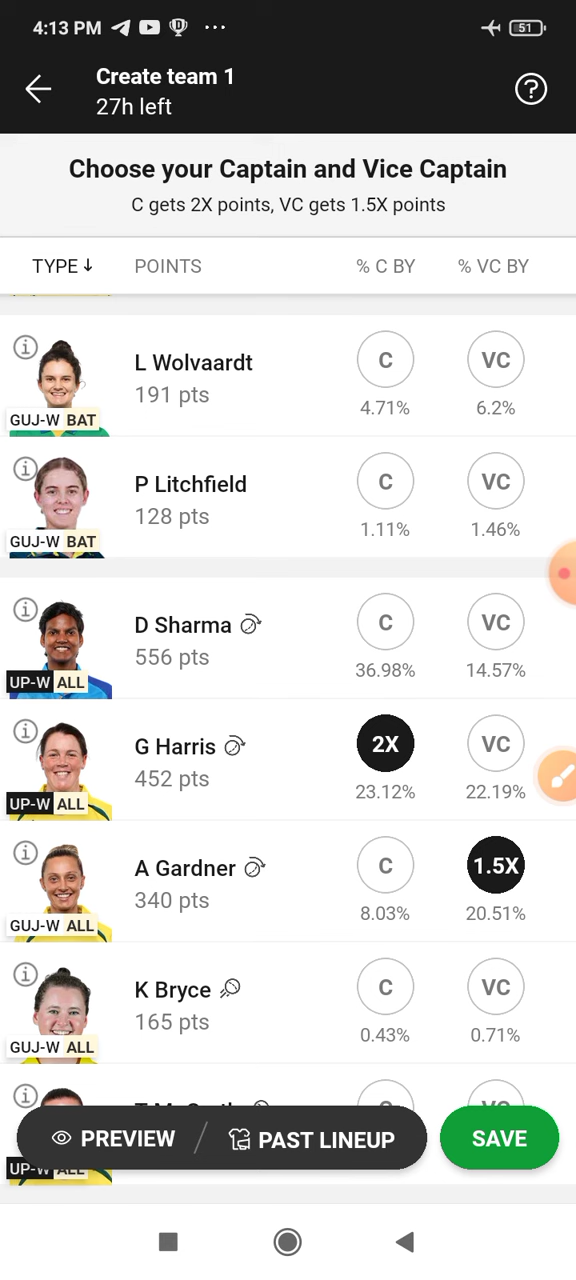 4:13 PM
51
Create team 1
27h left
Choose your Captain and Vice Captain
C gets 2X points, VC gets 1.5X points
TYPE↓ POINTS % C BY % VC BY
L Wolvaardt
191 pts
C VC
4.71% 6.2%
GUJ-W BAT
P Litchfield
128 pts
C VC
1.11% 1.46%
GUJ-W BAT
D Sharma
556 pts
C VC
36.98% 14.57%
UP-W ALL
G Harris
452 pts
2X VC
23.12% 22.19%
UP-W ALL
A Gardner
340 pts
C 1.5X
8.03% 20.51%
GUJ-W ALL
K Bryce
165 pts
C VC
0.43% 0.71%
GUJ-W ALL
PREVIEW / PAST LINEUP SAVE
UP-W ALL